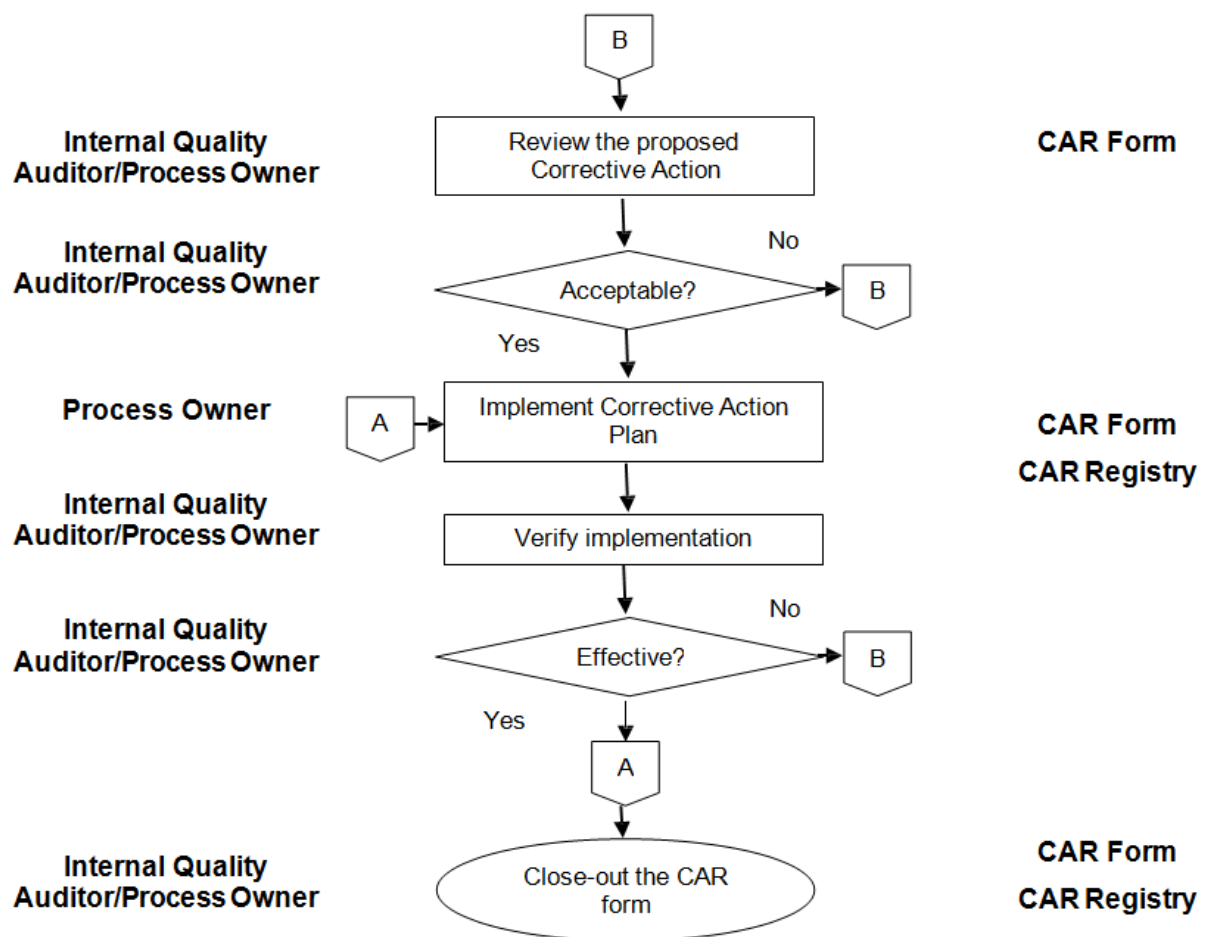 B
Internal Quality
Auditor/Process Owner
Review the proposed
Corrective Action
CAR Form
Internal Quality
Auditor/Process Owner
No
Acceptable?
B
Yes
Process Owner
A
Implement Corrective Action
Plan
CAR Form
CAR Registry
Internal Quality
Auditor/Process Owner
Verify implementation
Internal Quality
Auditor/Process Owner
No
Effective?
B
Yes
A
Internal Quality
Auditor/Process Owner
Close-out the CAR
form
CAR Form
CAR Registry